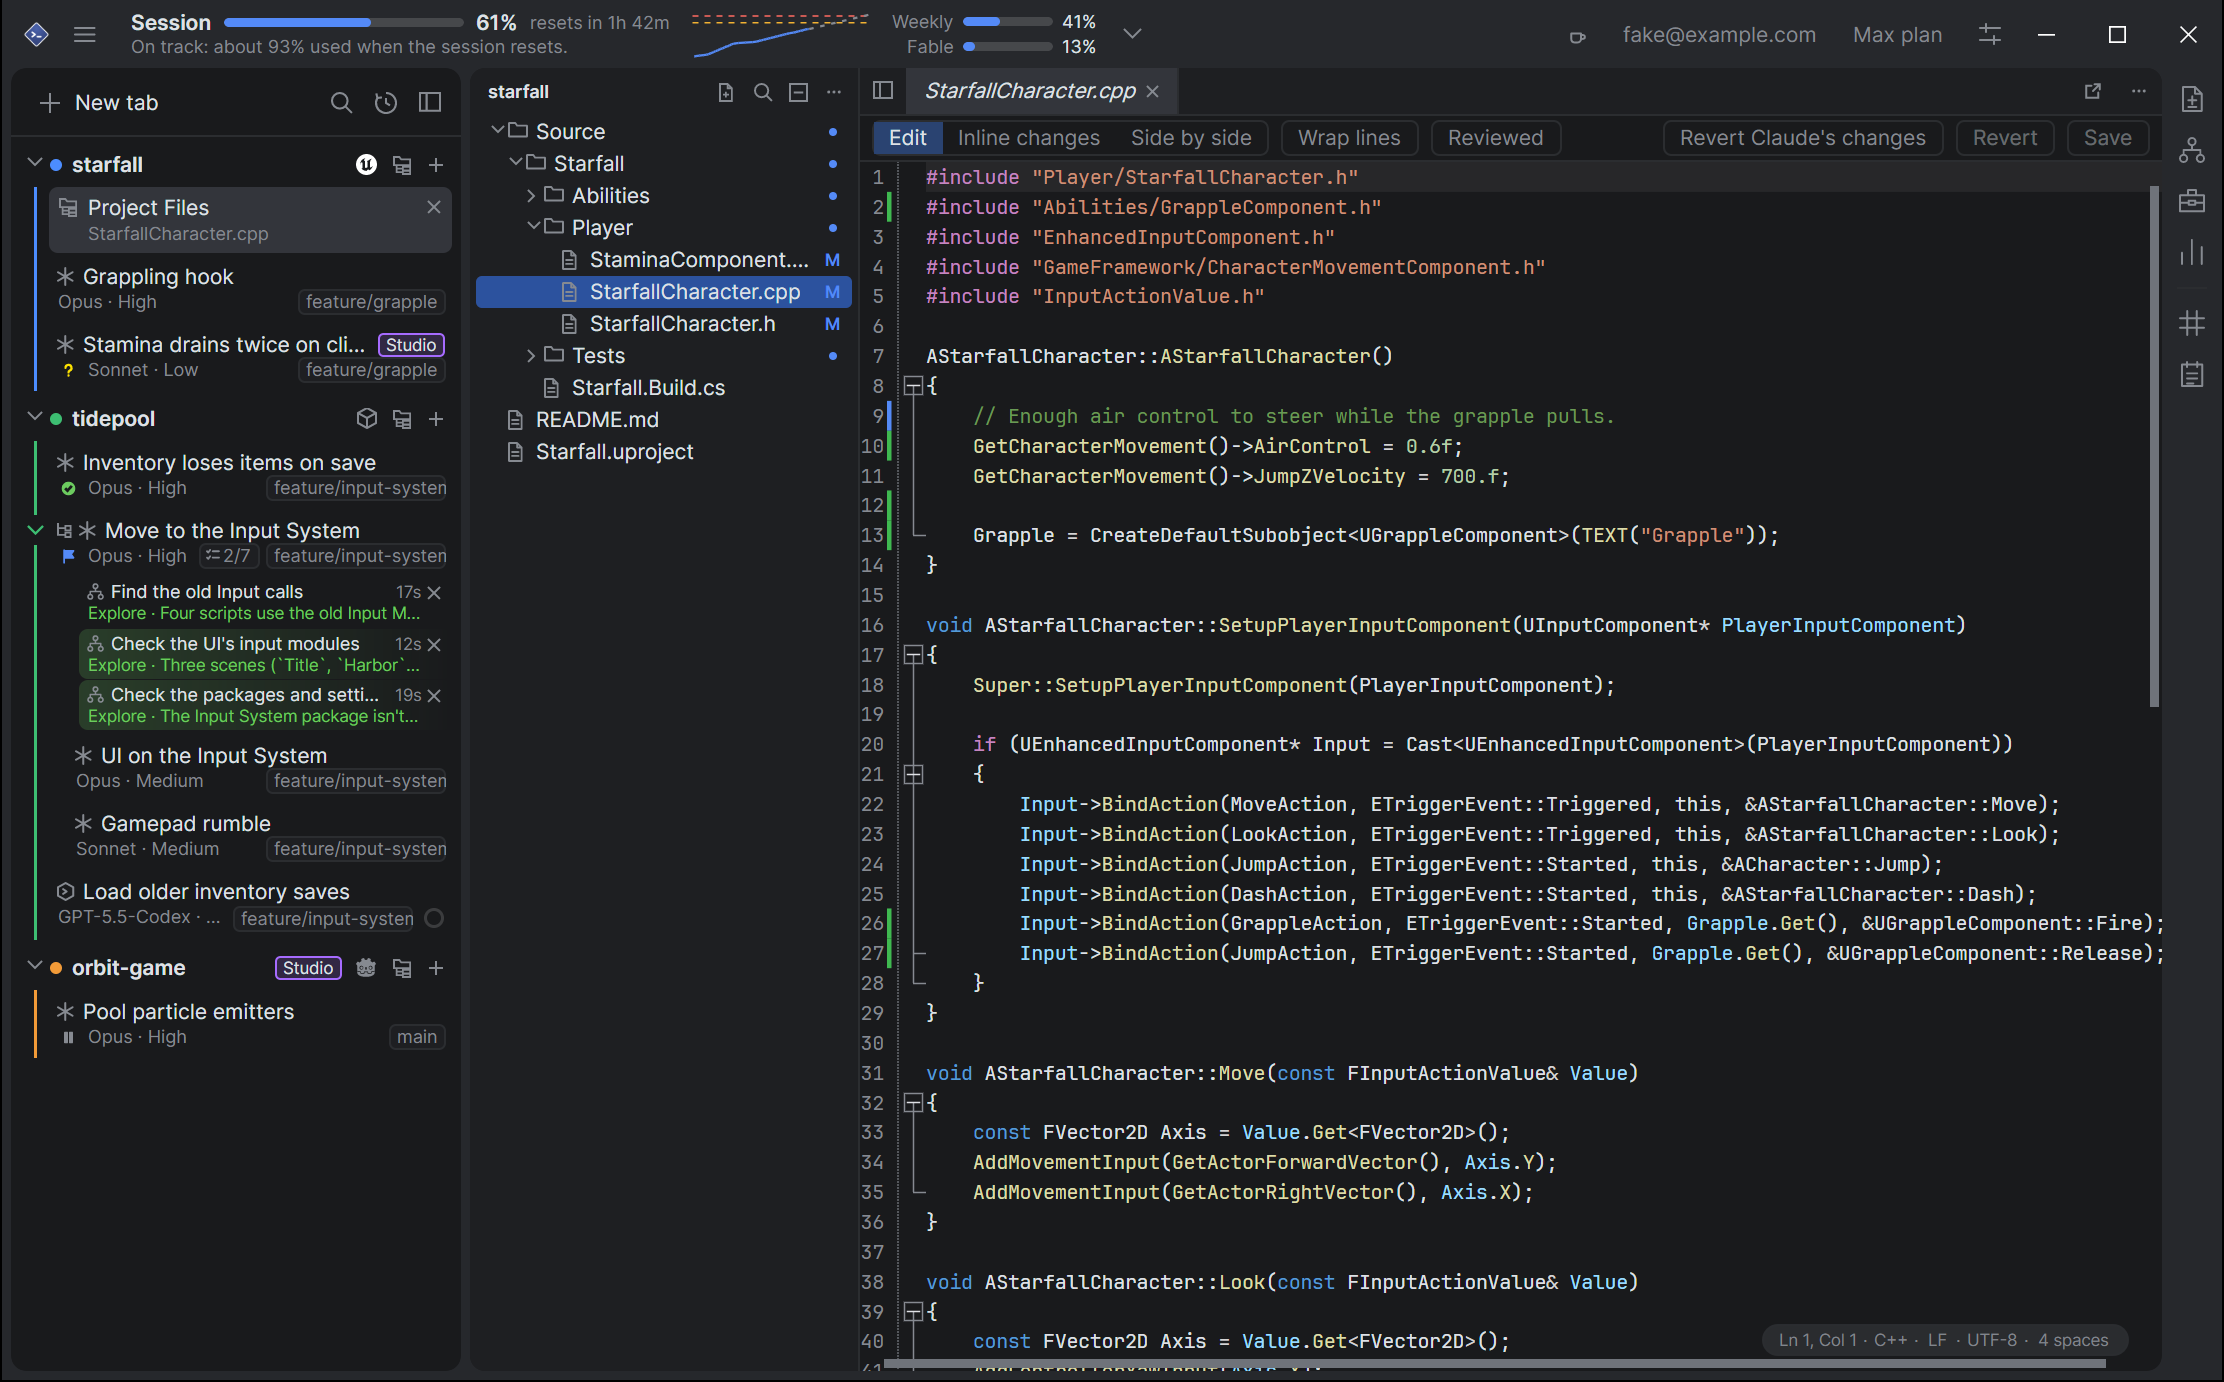 Session 61% resets in 1h 42m
On track: about 93% used when the session resets.
Weekly 41%
Fable 13%
fake@example.com Max plan
New tab
starfall
Project Files
StarfallCharacter.cpp
Grappling hook
Opus · High feature/grapple
Stamina drains twice on cli... Studio
? Sonnet · Low feature/grapple
tidepool
Inventory loses items on save
Opus · High feature/input-system
Move to the Input System
Opus · High 2/7 feature/input-system
Find the old Input calls 17s
Explore · Four scripts use the old Input M...
Check the UI's input modules 12s
Explore · Three scenes (`Title`, `Harbor`...
Check the packages and setti... 19s
Explore · The Input System package isn't...
UI on the Input System
Opus · Medium feature/input-system
Gamepad rumble
Sonnet · Medium feature/input-system
Load older inventory saves
GPT-5.5-Codex · ... feature/input-system
orbit-game Studio
Pool particle emitters
Opus · High main
starfall
Source
Starfall
Abilities
Player
StaminaComponent.... M
StarfallCharacter.cpp M
StarfallCharacter.h M
Tests
Starfall.Build.cs
README.md
Starfall.uproject
StarfallCharacter.cpp
Edit Inline changes Side by side Wrap lines Reviewed Revert Claude's changes Revert Save
1 #include "Player/StarfallCharacter.h"
2 #include "Abilities/GrappleComponent.h"
3 #include "EnhancedInputComponent.h"
4 #include "GameFramework/CharacterMovementComponent.h"
5 #include "InputActionValue.h"
6
7 AStarfallCharacter::AStarfallCharacter()
8 {
9 // Enough air control to steer while the grapple pulls.
10 GetCharacterMovement()->AirControl = 0.6f;
11 GetCharacterMovement()->JumpZVelocity = 700.f;
12
13 Grapple = CreateDefaultSubobject<UGrappleComponent>(TEXT("Grapple"));
14 }
15
16 void AStarfallCharacter::SetupPlayerInputComponent(UInputComponent* PlayerInputComponent)
17 {
18 Super::SetupPlayerInputComponent(PlayerInputComponent);
19
20 if (UEnhancedInputComponent* Input = Cast<UEnhancedInputComponent>(PlayerInputComponent))
21 {
22 Input->BindAction(MoveAction, ETriggerEvent::Triggered, this, &AStarfallCharacter::Move);
23 Input->BindAction(LookAction, ETriggerEvent::Triggered, this, &AStarfallCharacter::Look);
24 Input->BindAction(JumpAction, ETriggerEvent::Started, this, &ACharacter::Jump);
25 Input->BindAction(DashAction, ETriggerEvent::Started, this, &AStarfallCharacter::Dash);
26 Input->BindAction(GrappleAction, ETriggerEvent::Started, Grapple.Get(), &UGrappleComponent::Fire);
27 Input->BindAction(JumpAction, ETriggerEvent::Started, Grapple.Get(), &UGrappleComponent::Release);
28 }
29 }
30
31 void AStarfallCharacter::Move(const FInputActionValue& Value)
32 {
33 const FVector2D Axis = Value.Get<FVector2D>();
34 AddMovementInput(GetActorForwardVector(), Axis.Y);
35 AddMovementInput(GetActorRightVector(), Axis.X);
36 }
37
38 void AStarfallCharacter::Look(const FInputActionValue& Value)
39 {
40 const FVector2D Axis = Value.Get<FVector2D>();
Ln 1, Col 1 · C++ · LF · UTF-8 · 4 spaces